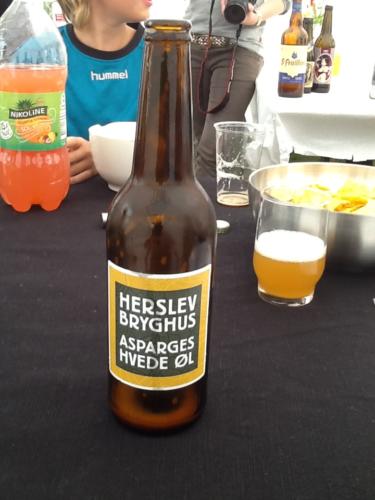 hummel
NIKOLINE
HERSLEV
BRYGHUS
ASPARGES
HVEDE ØL